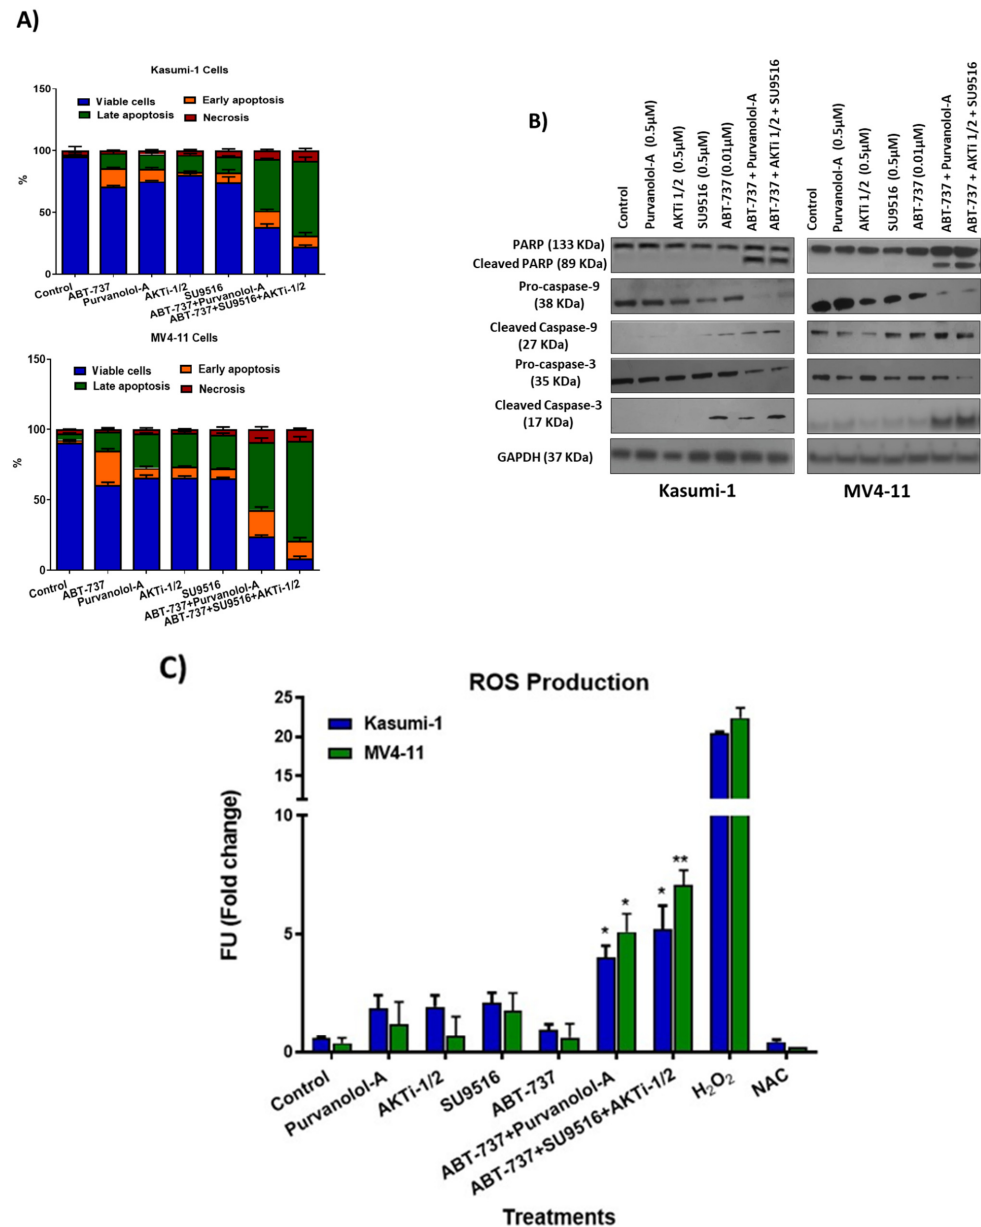 A)
Kasumi-1 Cells
150
100
50
0
%
Viable cells
Early apoptosis
Late apoptosis
Necrosis
Control
ABT-737
Purvanolol-A
AKTi-1/2
SU9516
ABT-737+Purvanolol-A
ABT-737+SU9516+AKTi-1/2
MV4-11 Cells
150
100
50
0
%
Viable cells
Early apoptosis
Late apoptosis
Necrosis
Control
ABT-737
Purvanolol-A
AKTi-1/2
SU9516
ABT-737+Purvanolol-A
ABT-737+SU9516+AKTi-1/2
B)
Control
Purvanolol-A (0.5μM)
AKTi 1/2 (0.5μM)
SU9516 (0.5μM)
ABT-737 (0.01μM)
ABT-737 + Purvanolol-A
ABT-737 + AKTi 1/2 + SU9516
Control
Purvanolol-A (0.5μM)
AKTi 1/2 (0.5μM)
SU9516 (0.5μM)
ABT-737 (0.01μM)
ABT-737 + Purvanolol-A
ABT-737 + AKTi 1/2 + SU9516
PARP (133 KDa)
Cleaved PARP (89 KDa)
Pro-caspase-9
(38 KDa)
Cleaved Caspase-9
(27 KDa)
Pro-caspase-3
(35 KDa)
Cleaved Caspase-3
(17 KDa)
GAPDH (37 KDa)
Kasumi-1
MV4-11
C)
ROS Production
Kasumi-1
MV4-11
25
20
15
10
5
0
FU (Fold change)
*
*
*
**
Control
Purvanolol-A
AKTi-1/2
SU9516
ABT-737
ABT-737+Purvanolol-A
ABT-737+SU9516+AKTi-1/2
H₂O₂
NAC
Treatments